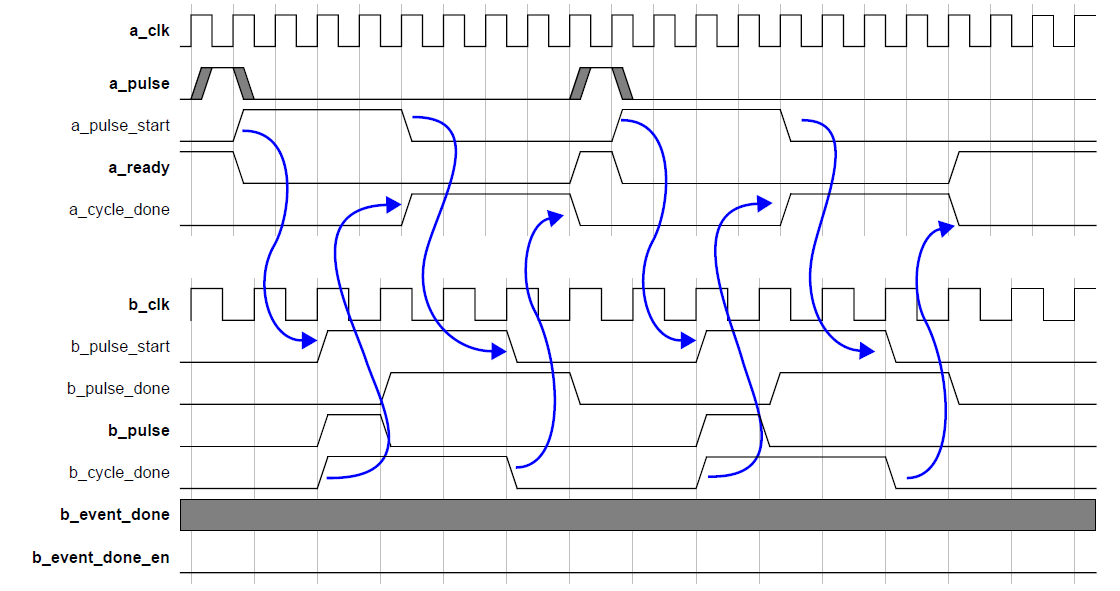 a_clk
a_pulse
a_pulse_start
a_ready
a_cycle_done
b_clk
b_pulse_start
b_pulse_done
b_pulse
b_cycle_done
b_event_done
b_event_done_en